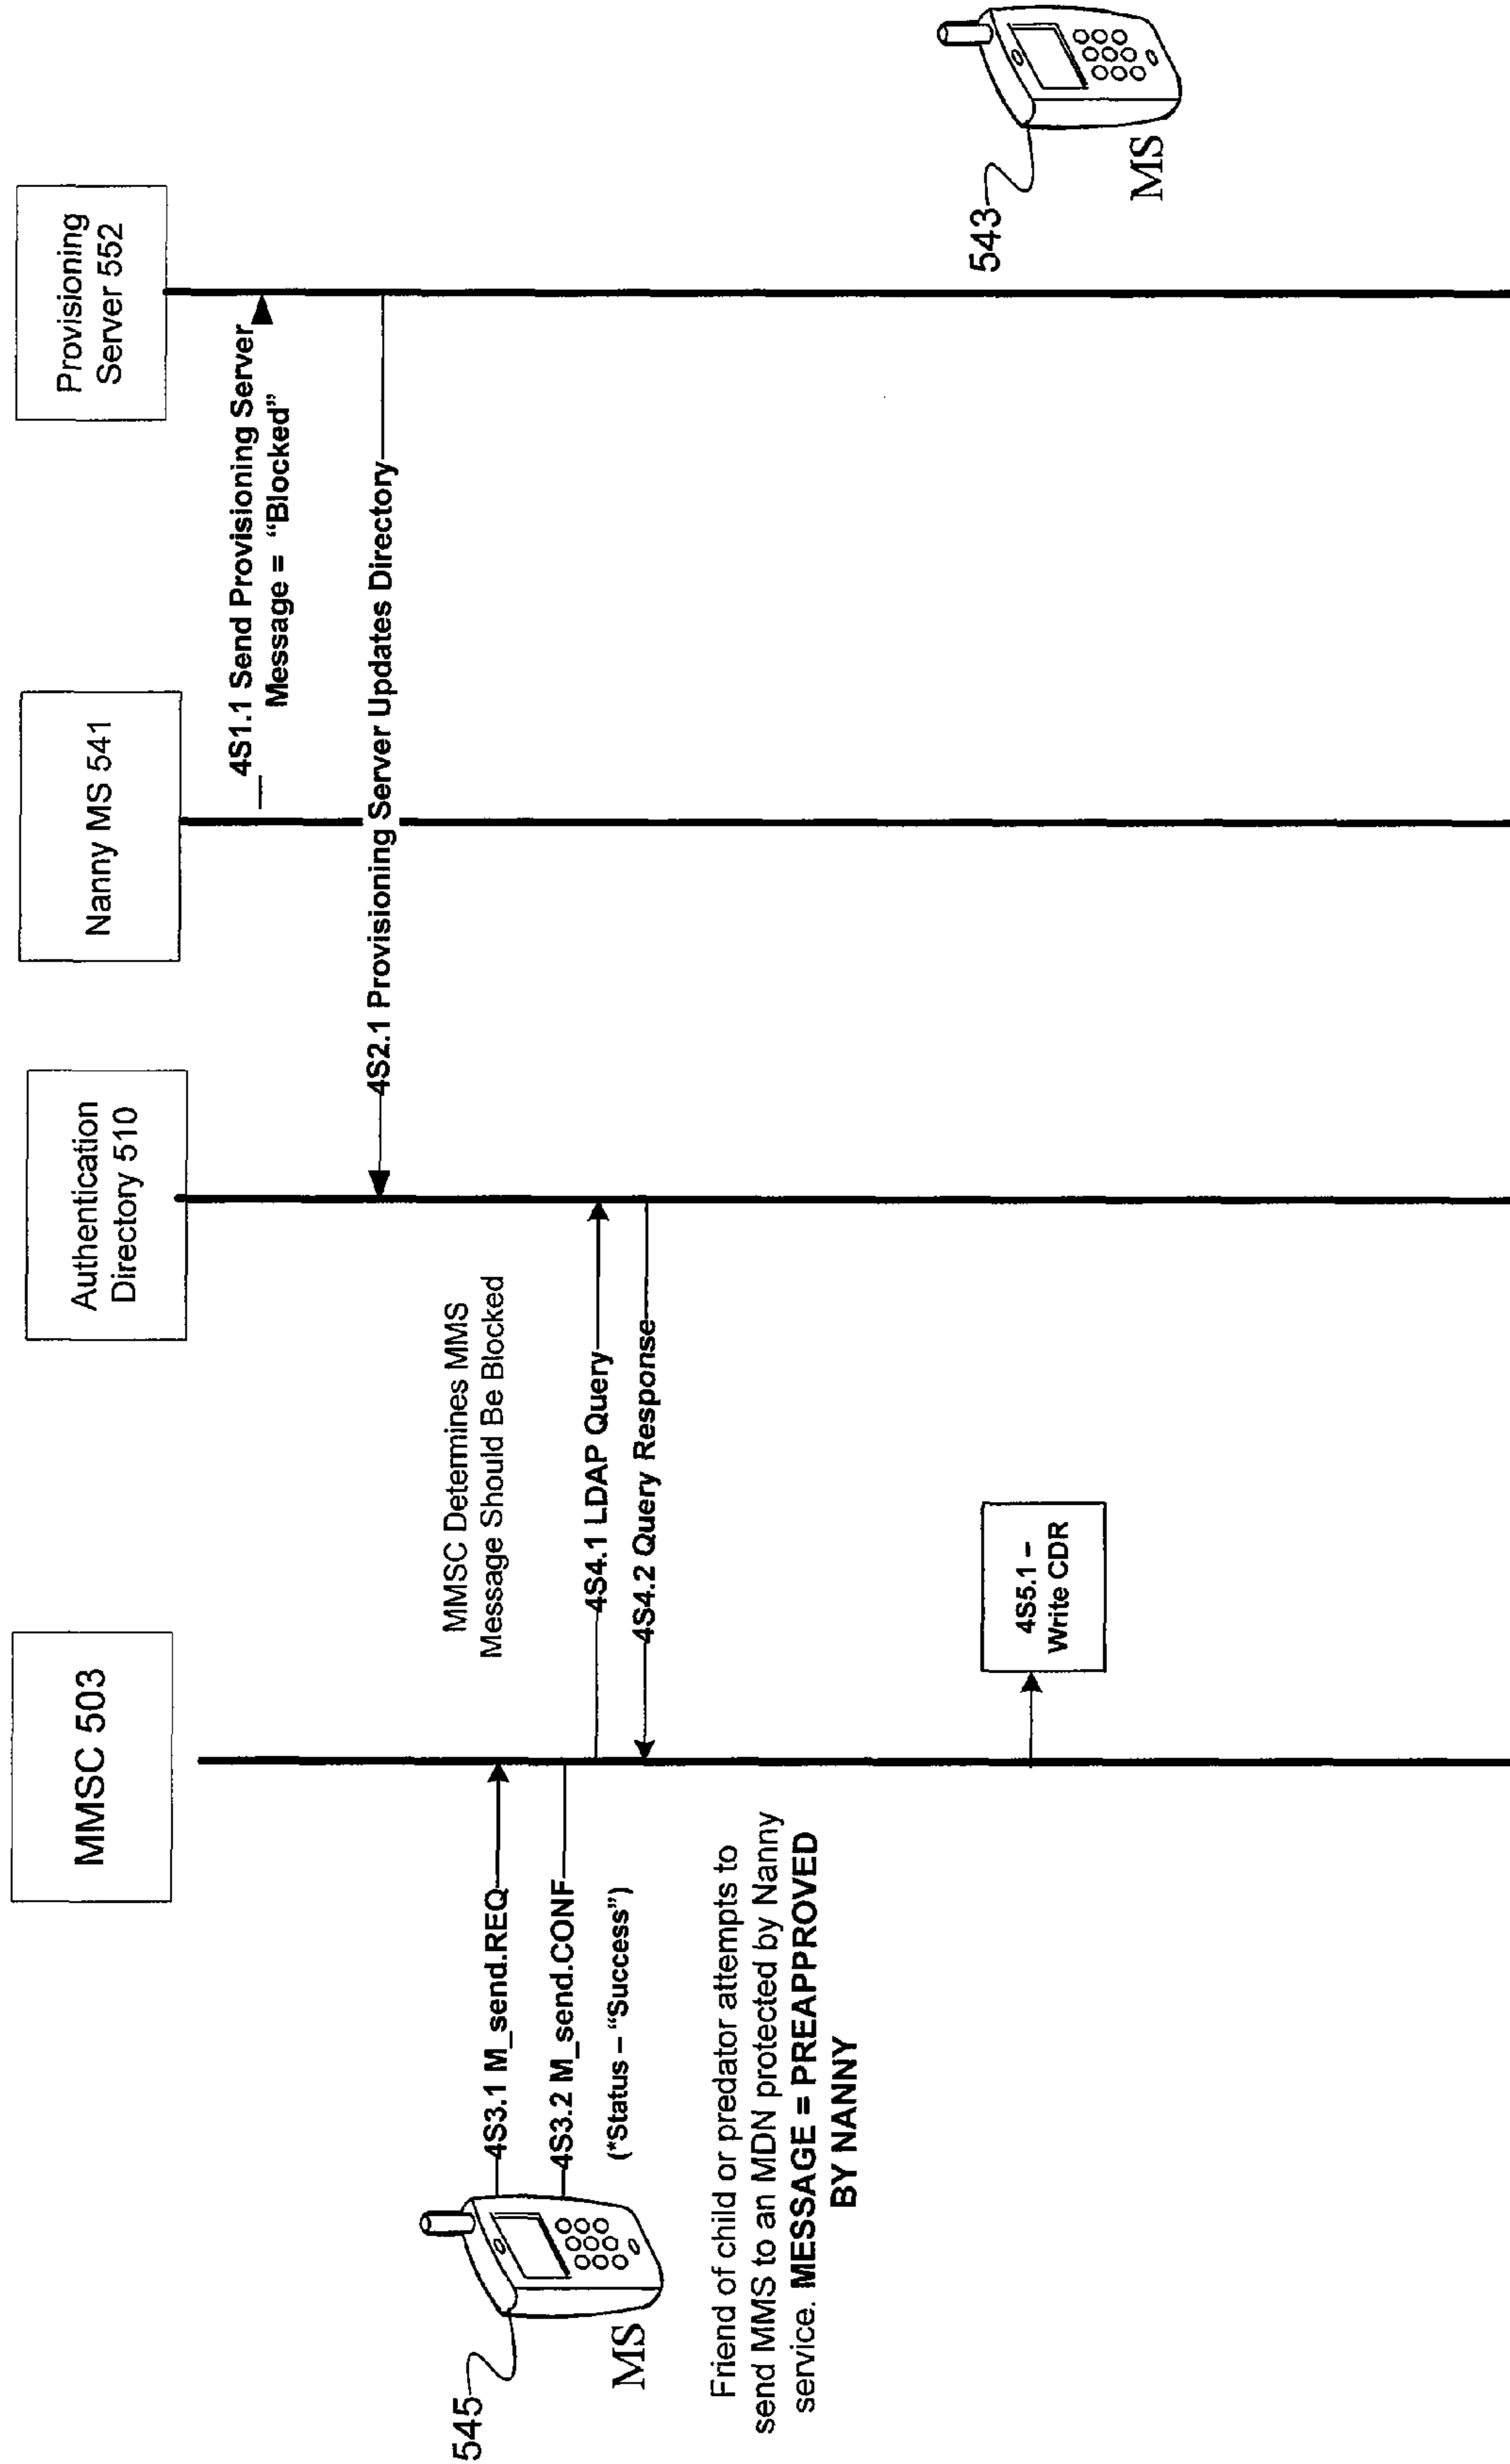 MMSC 503
Authentication
Directory 510
Nanny MS 541
Provisioning
Server 552
4S1.1 Send Provisioning Server
Message = “Blocked”
4S2.1 Provisioning Server Updates Directory
545
MS
4S3.1 M_send.REQ
4S3.2 M_send.CONF
(*Status – “Success”)
MMSC Determines MMS
Message Should Be Blocked
4S4.1 LDAP Query
4S4.2 Query Response
Friend of child or predator attempts to
send MMS to an MDN protected by Nanny
service. MESSAGE = PREAPPROVED
BY NANNY
4S5.1 –
Write CDR
543
MS